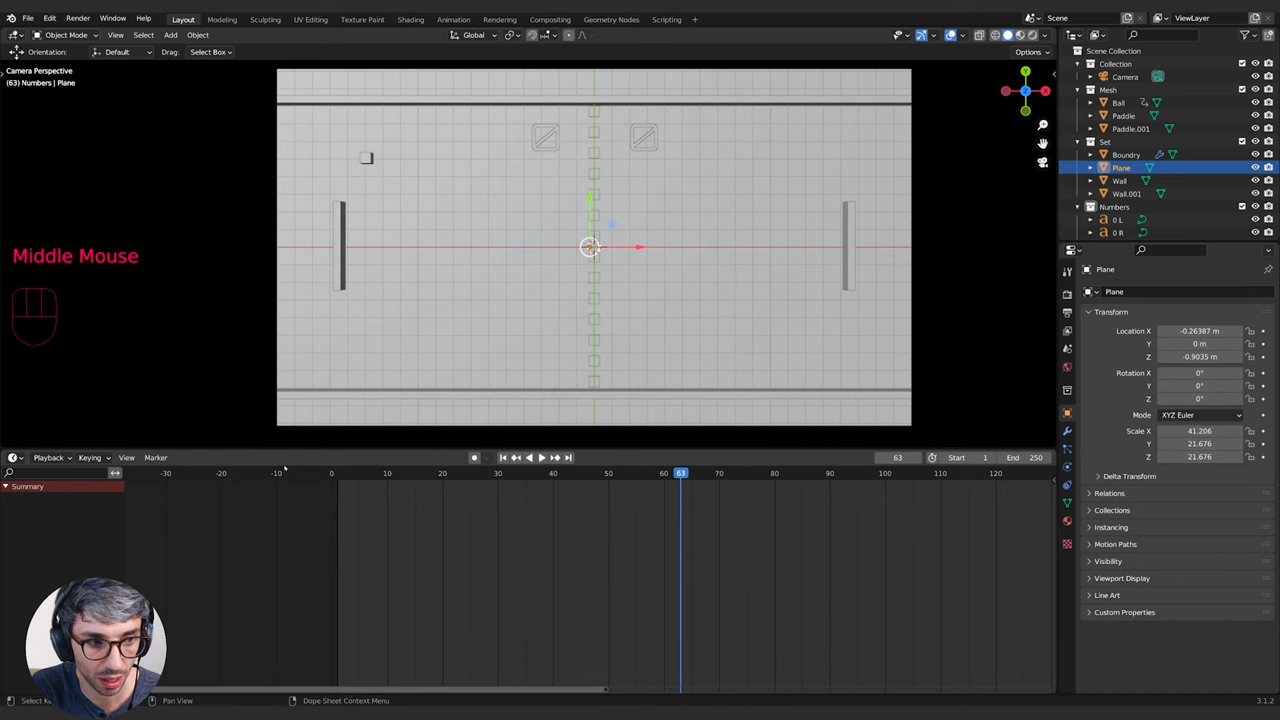 File Edit Render Window Help Layout Modeling Sculpting UV Editing Texture Paint Shading Animation Rendering Compositing Geometry Nodes Scripting + Scene ViewLayer
Object Mode View Select Add Object Global
Orientation: Default Drag: Select Box Options
Camera Perspective
(63) Numbers | Plane
Middle Mouse
Y
Z
X
Scene Collection
Collection
Camera
Mesh
Ball
Paddle
Paddle.001
Set
Boundry
Plane
Wall
Wall.001
Numbers
0 L
0 R
Plane
Plane
Transform
Location X -0.26387 m
Y 0 m
Z -0.9035 m
Rotation X 0°
Y 0°
Z 0°
Mode XYZ Euler
Scale X 41.206
Y 21.676
Z 21.676
Delta Transform
Relations
Collections
Instancing
Motion Paths
Visibility
Viewport Display
Line Art
Custom Properties
Playback Keying View Marker 63 Start 1 End 250
-30 -20 -10 0 10 20 30 40 50 60 63 70 80 90 100 110 120
Summary
Select Ke Pan View Dope Sheet Context Menu 3.1.2